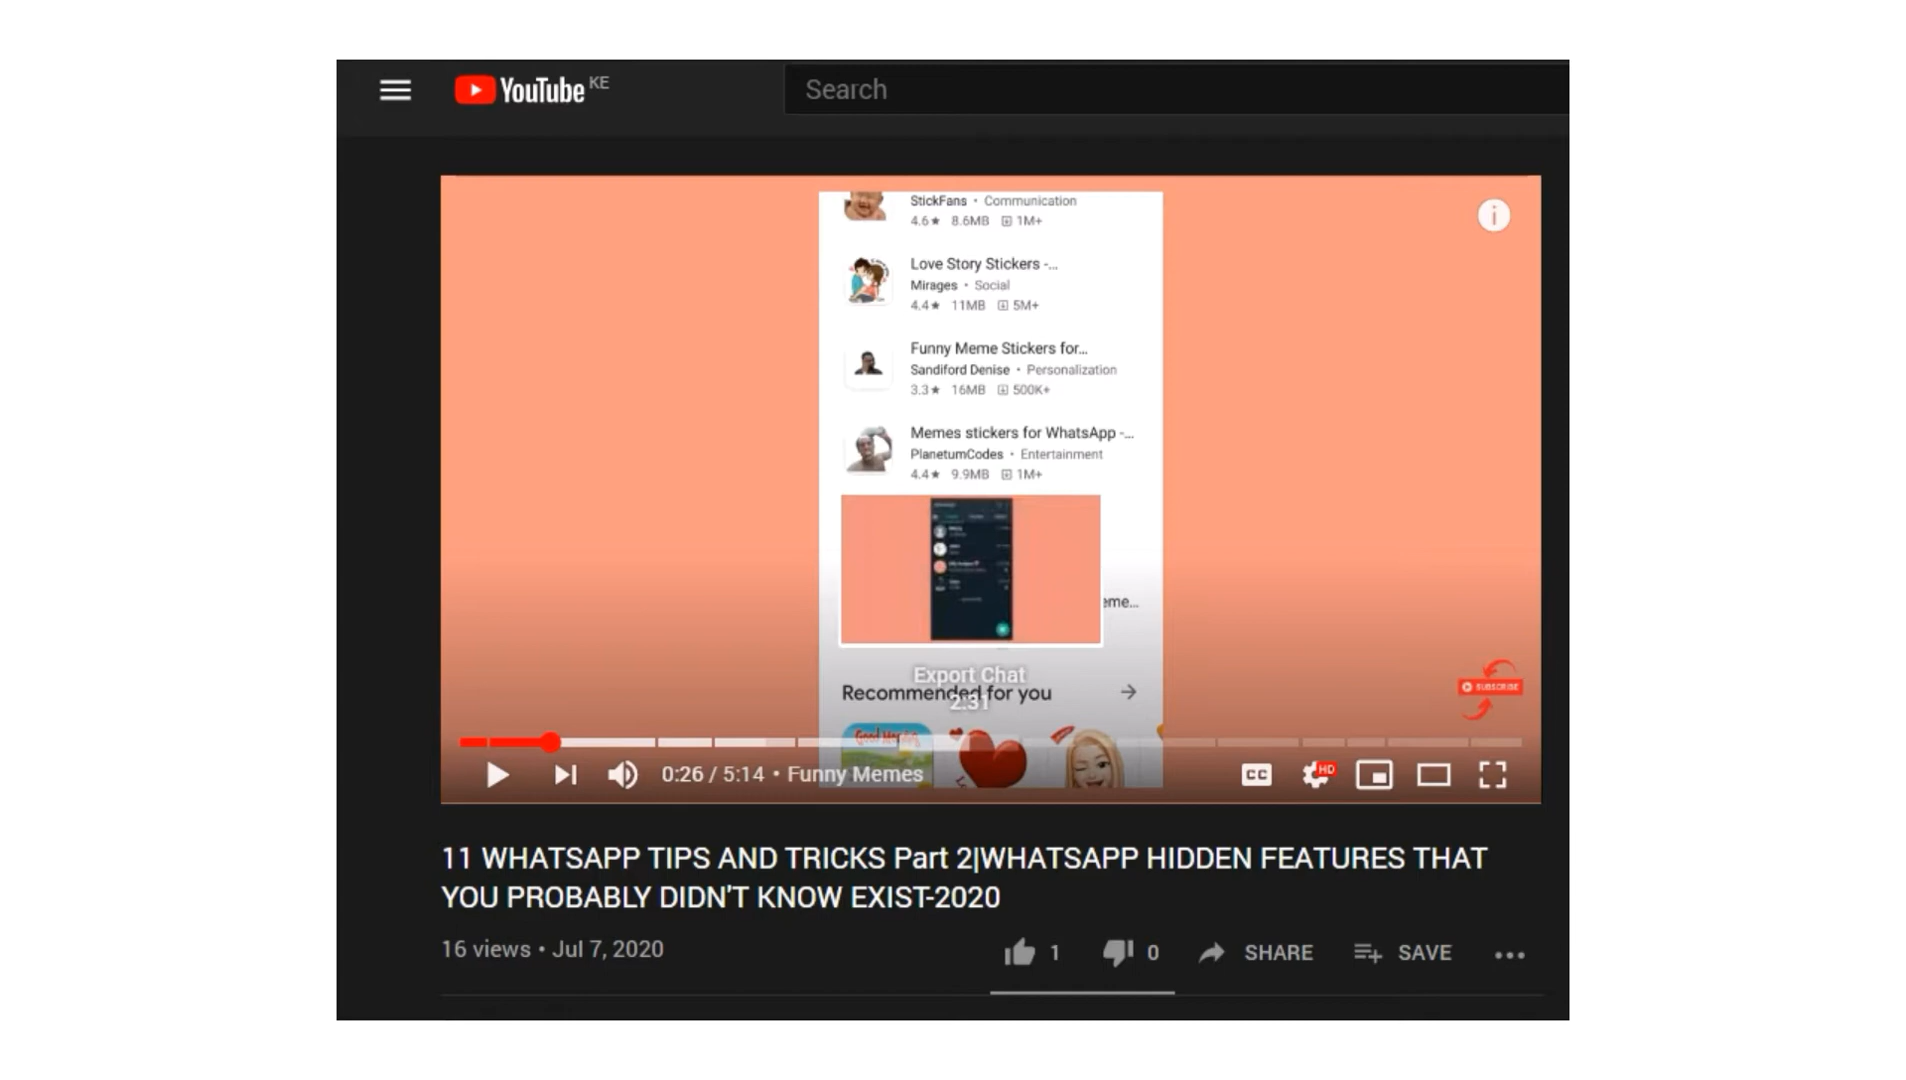 YouTube KE
Search
StickFans • Communication
4.6★ 8.6MB 1M+
Love Story Stickers -...
Mirages • Social
4.4★ 11MB 5M+
Funny Meme Stickers for...
Sandiford Denise • Personalization
3.3★ 16MB 500K+
Memes stickers for WhatsApp -...
PlanetumCodes • Entertainment
4.4★ 9.9MB 1M+
eme...
Export Chat
Recommended for you
2:31
SUBSCRIBE
Good Morning
0:26 / 5:14 • Funny Memes
CC
HD
11 WHATSAPP TIPS AND TRICKS Part 2|WHATSAPP HIDDEN FEATURES THAT
YOU PROBABLY DIDN'T KNOW EXIST-2020
16 views • Jul 7, 2020
1
0
SHARE
SAVE